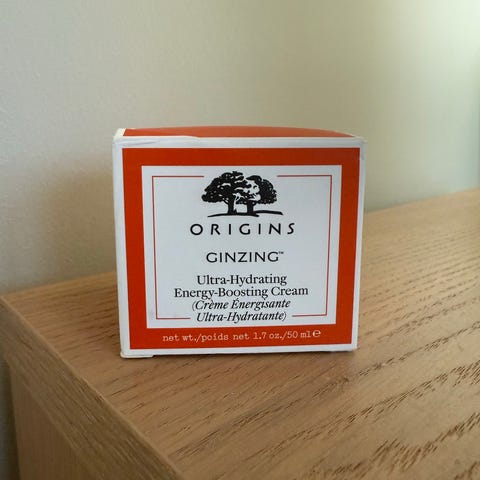 ORIGINS
GINZING™
Ultra-Hydrating
Energy-Boosting Cream
(Crème Énergisante
Ultra-Hydratante)
net wt./poids net 1.7 oz./50 ml ℮